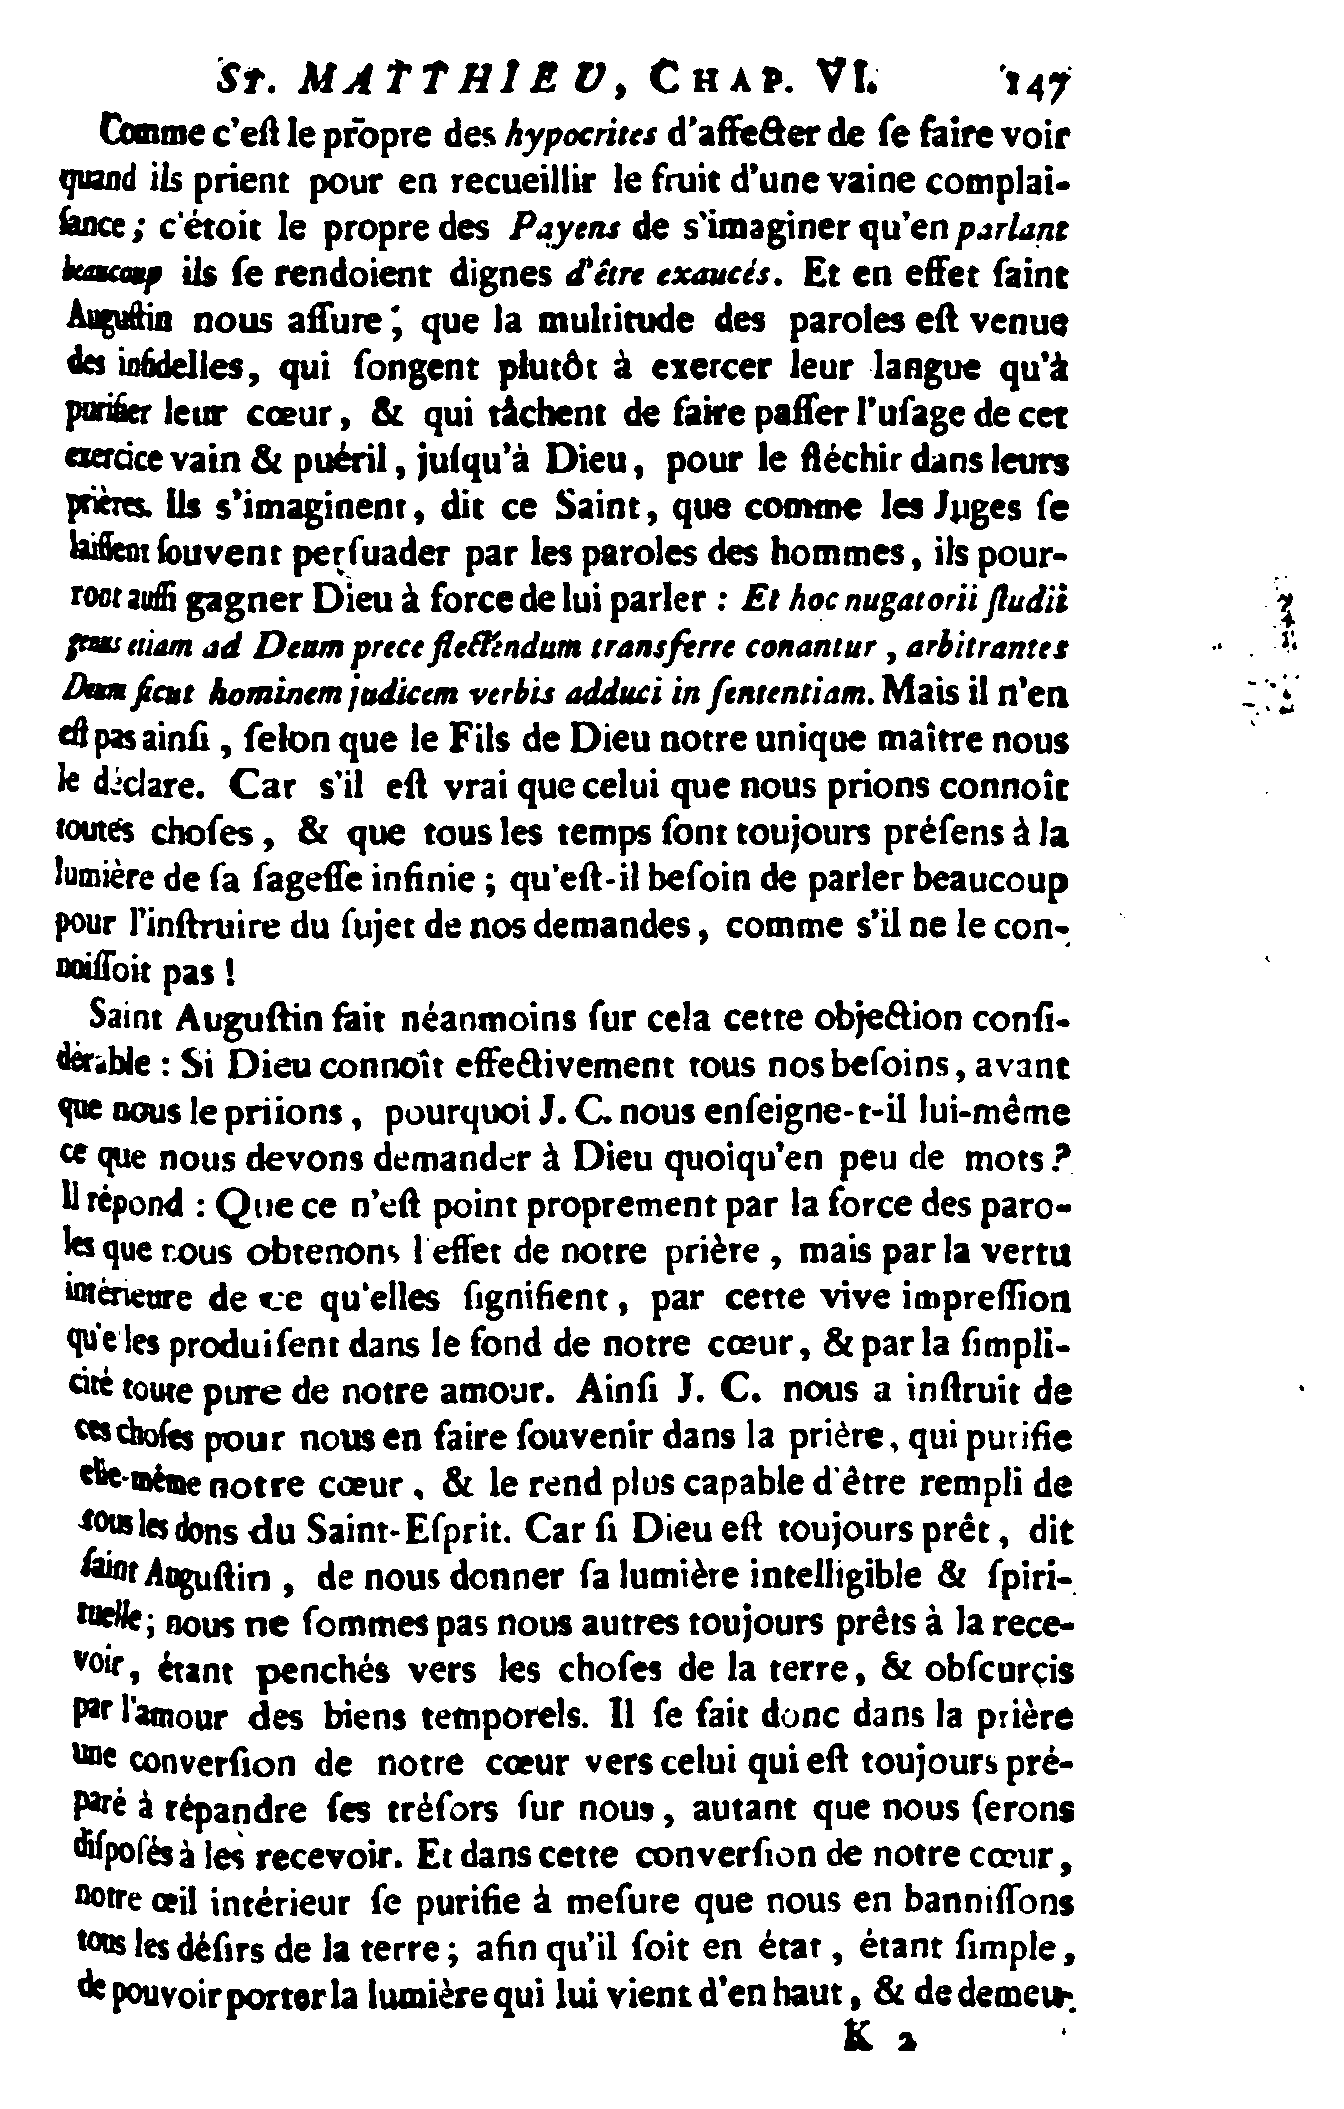 St. MATTHIEU, CHAP. VI. 147
Comme c'eſt le propre des hypocrites d'affecter de ſe faire voir
quand ils prient pour en recueillir le fruit d'une vaine complai-
ſance; c'étoit le propre des Payens de s'imaginer qu'en parlant
beaucoup ils ſe rendoient dignes d'être exaucés. Et en effet ſaint
Auguſtin nous aſſure, que la multitude des paroles eſt venue
des infidelles, qui ſongent plutôt à exercer leur langue qu'à
purifier leur cœur, & qui tâchent de faire paſſer l'uſage de cet
exercice vain & puéril, juſqu'à Dieu, pour le fléchir dans leurs
prières. Ils s'imaginent, dit ce Saint, que comme les Juges ſe
laiſſent ſouvent perſuader par les paroles des hommes, ils pour-
ront auſſi gagner Dieu à force de lui parler : Et hoc nugatorii ſtudii
genus etiam ad Deum prece flectendum transferre conantur, arbitrantes
Deum ſicut hominem judicem verbis adduci in ſententiam. Mais il n'en
eſt pas ainſi, ſelon que le Fils de Dieu notre unique maître nous
le déclare. Car s'il eſt vrai que celui que nous prions connoît
toutes choſes, & que tous les temps ſont toujours préſens à la
lumière de ſa ſageſſe infinie; qu'eſt-il beſoin de parler beaucoup
pour l'inſtruire du ſujet de nos demandes, comme s'il ne le con-
noiſſoit pas !
Saint Auguſtin fait néanmoins ſur cela cette objection conſi-
dérable : Si Dieu connoît effectivement tous nos beſoins, avant
que nous le priions, pourquoi J. C. nous enſeigne-t-il lui-même
ce que nous devons demander à Dieu quoiqu'en peu de mots ?
Il répond : Que ce n'eſt point proprement par la force des paro-
les que nous obtenons l'effet de notre prière, mais par la vertu
intérieure de ce qu'elles ſignifient, par cette vive impreſſion
qu'elles produiſent dans le fond de notre cœur, & par la ſimpli-
cité toute pure de notre amour. Ainſi J. C. nous a inſtruit de
ces choſes pour nous en faire ſouvenir dans la prière, qui purifie
elle-même notre cœur, & le rend plus capable d'être rempli de
tous les dons du Saint-Eſprit. Car ſi Dieu eſt toujours prêt, dit
ſaint Auguſtin, de nous donner ſa lumière intelligible & ſpiri-
tuelle; nous ne ſommes pas nous autres toujours prêts à la rece-
voir, étant penchés vers les choſes de la terre, & obſcurçis
par l'amour des biens temporels. Il ſe fait donc dans la prière
une converſion de notre cœur vers celui qui eſt toujours pré-
paré à répandre ſes tréſors ſur nous, autant que nous ſerons
diſpoſés à les recevoir. Et dans cette converſion de notre cœur,
notre œil intérieur ſe purifie à meſure que nous en banniſſons
tous les déſirs de la terre; afin qu'il ſoit en état, étant ſimple,
de pouvoir porter la lumière qui lui vient d'en haut, & de demeu-
K 2